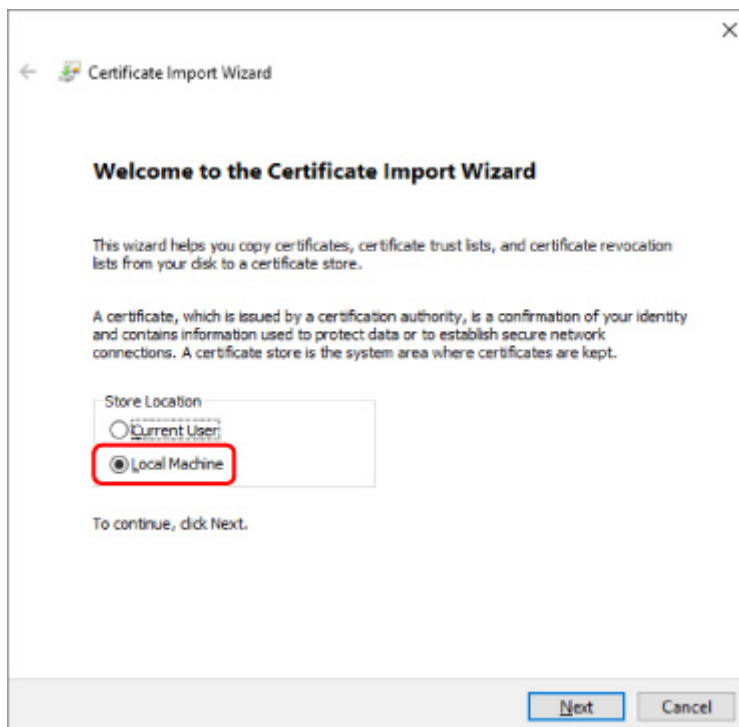 Certificate Import Wizard
Welcome to the Certificate Import Wizard
This wizard helps you copy certificates, certificate trust lists, and certificate revocation
lists from your disk to a certificate store.
A certificate, which is issued by a certification authority, is a confirmation of your identity
and contains information used to protect data or to establish secure network
connections. A certificate store is the system area where certificates are kept.
Store Location
Current User
Local Machine
To continue, click Next.
Next
Cancel